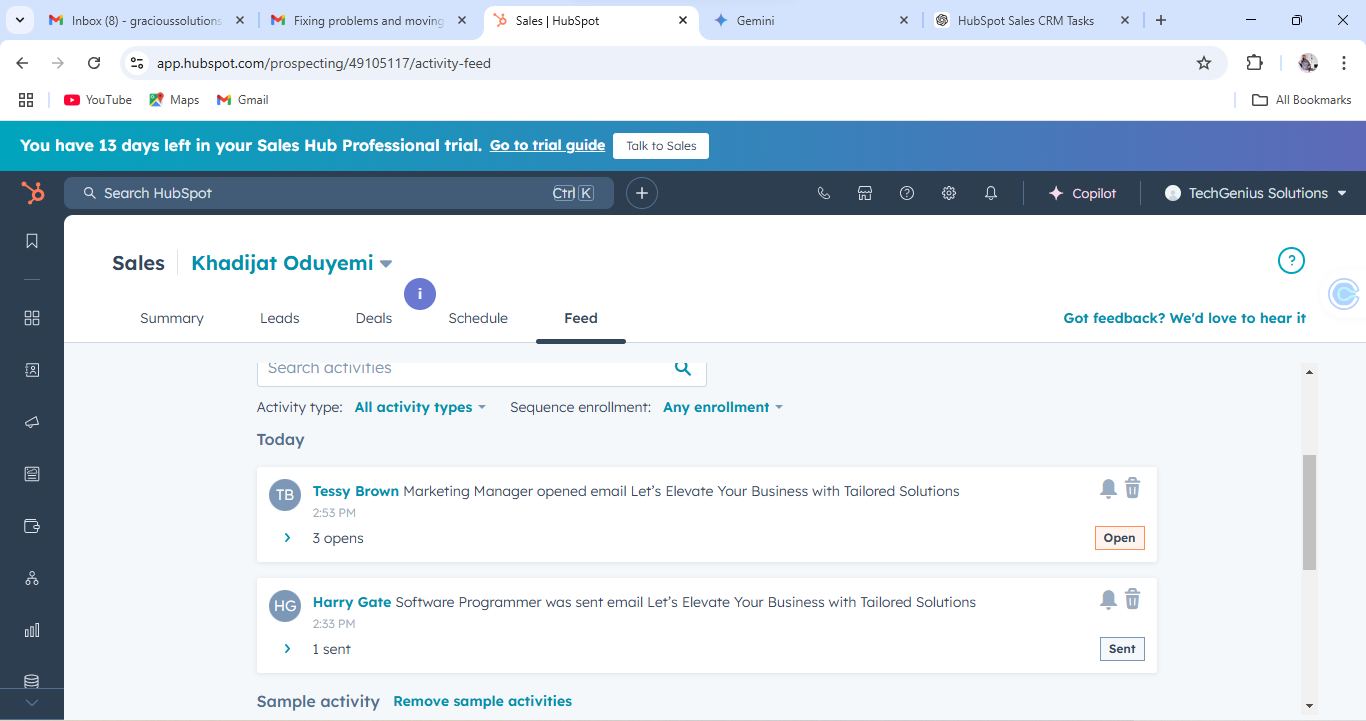 Inbox (8) - gracioussolutions
Fixing problems and moving
Sales | HubSpot
Gemini
HubSpot Sales CRM Tasks
app.hubspot.com/prospecting/49105117/activity-feed
YouTube
Maps
Gmail
All Bookmarks
You have 13 days left in your Sales Hub Professional trial. Go to trial guide
Talk to Sales
Search HubSpot
Ctrl K
Copilot
TechGenius Solutions
Sales
Khadijat Oduyemi
?
i
Summary
Leads
Deals
Schedule
Feed
Got feedback? We'd love to hear it
Search activities
Activity type: All activity types
Sequence enrollment: Any enrollment
Today
TB
Tessy Brown Marketing Manager opened email Let's Elevate Your Business with Tailored Solutions
2:53 PM
3 opens
Open
HG
Harry Gate Software Programmer was sent email Let's Elevate Your Business with Tailored Solutions
2:33 PM
1 sent
Sent
Sample activity
Remove sample activities